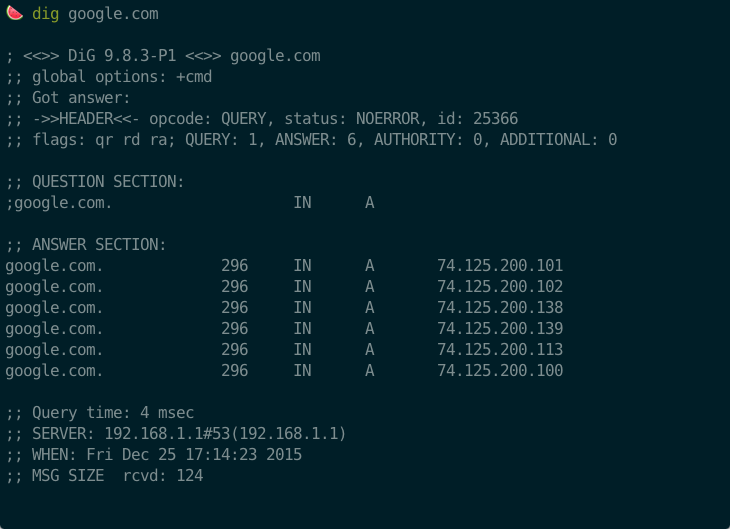 🍉 dig google.com
; <<>> DiG 9.8.3-P1 <<>> google.com
;; global options: +cmd
;; Got answer:
;; ->>HEADER<<- opcode: QUERY, status: NOERROR, id: 25366
;; flags: qr rd ra; QUERY: 1, ANSWER: 6, AUTHORITY: 0, ADDITIONAL: 0
;; QUESTION SECTION:
;google.com. IN A
;; ANSWER SECTION:
google.com. 296 IN A 74.125.200.101
google.com. 296 IN A 74.125.200.102
google.com. 296 IN A 74.125.200.138
google.com. 296 IN A 74.125.200.139
google.com. 296 IN A 74.125.200.113
google.com. 296 IN A 74.125.200.100
;; Query time: 4 msec
;; SERVER: 192.168.1.1#53(192.168.1.1)
;; WHEN: Fri Dec 25 17:14:23 2015
;; MSG SIZE  rcvd: 124